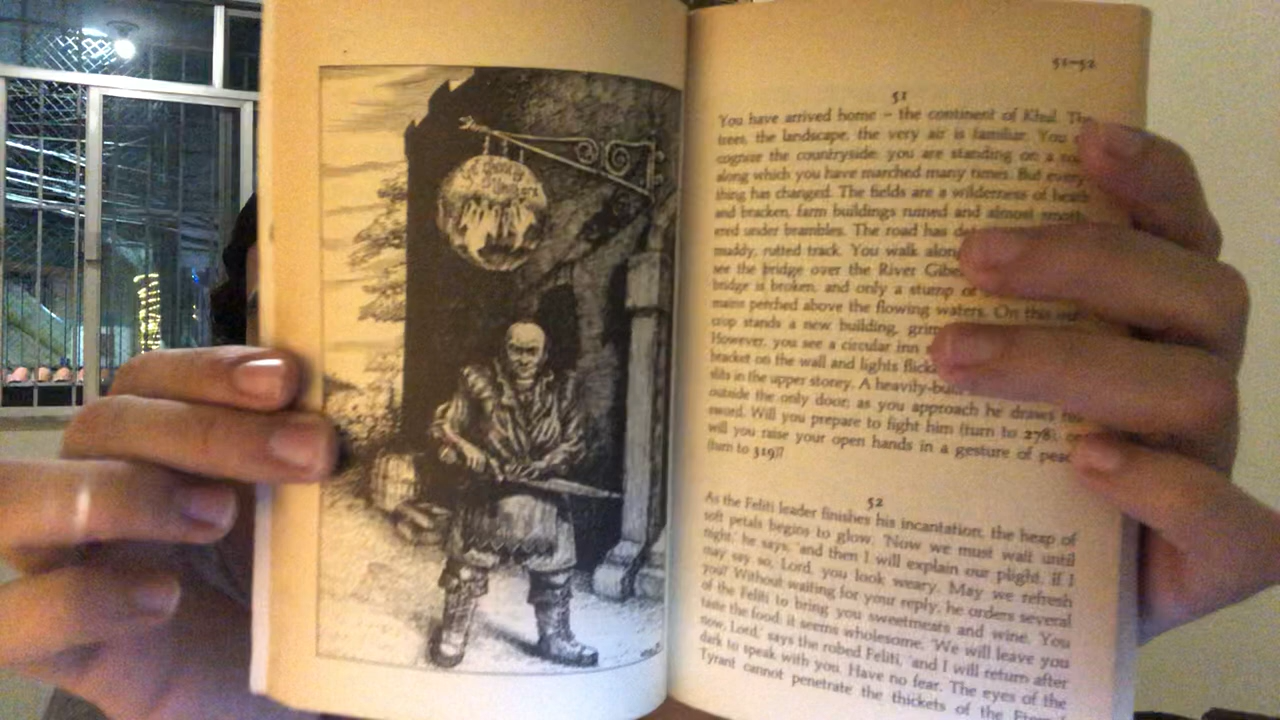 51–52
51
You have arrived home – the continent of Khul. The
trees, the landscape, the very air is familiar. You
cognise the countryside: you are standing on a
along which you have marched many times. But every
thing has changed. The fields are a wilderness of heath
and bracken, farm buildings ruined and almost smoth-
ered under brambles. The road has
muddy, rutted track. You walk along
see the bridge over the River
bridge is broken, and only a stump of
mains perched above the flowing waters. On this
crop stands a new building,
However, you see a circular inn
bracket on the wall and lights
slits in the upper storey. A
outside the only door; as you approach he draws his
sword. Will you prepare to fight him (turn to 278), or
will you raise your open hands in a gesture of peace
(turn to 319)?
52
As the Feliti leader finishes his incantation, the heap of
soft petals begins to glow. 'Now we must wait until
night,' he says, 'and then I will explain our plight. If I
may say so, Lord, you look weary. May we refresh
you?' Without waiting for your reply, he orders several
of the Feliti to bring you sweetmeats and wine. You
taste the food: it seems wholesome. 'We will leave you
now, Lord,' says the robed Feliti, 'and I will return after
dark to speak with you. Have no fear. The eyes of the
Tyrant cannot penetrate the thickets of the